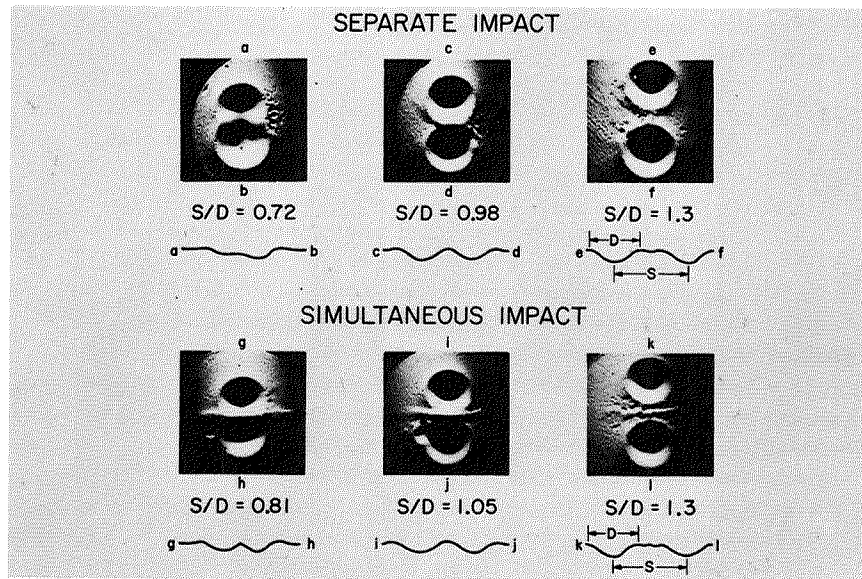 SEPARATE IMPACT
a c e
b d f
S/D = 0.72 S/D = 0.98 S/D = 1.3
a b c d e D f
S
SIMULTANEOUS IMPACT
g i k
h j l
S/D = 0.81 S/D = 1.05 S/D = 1.3
g h i j k D l
S